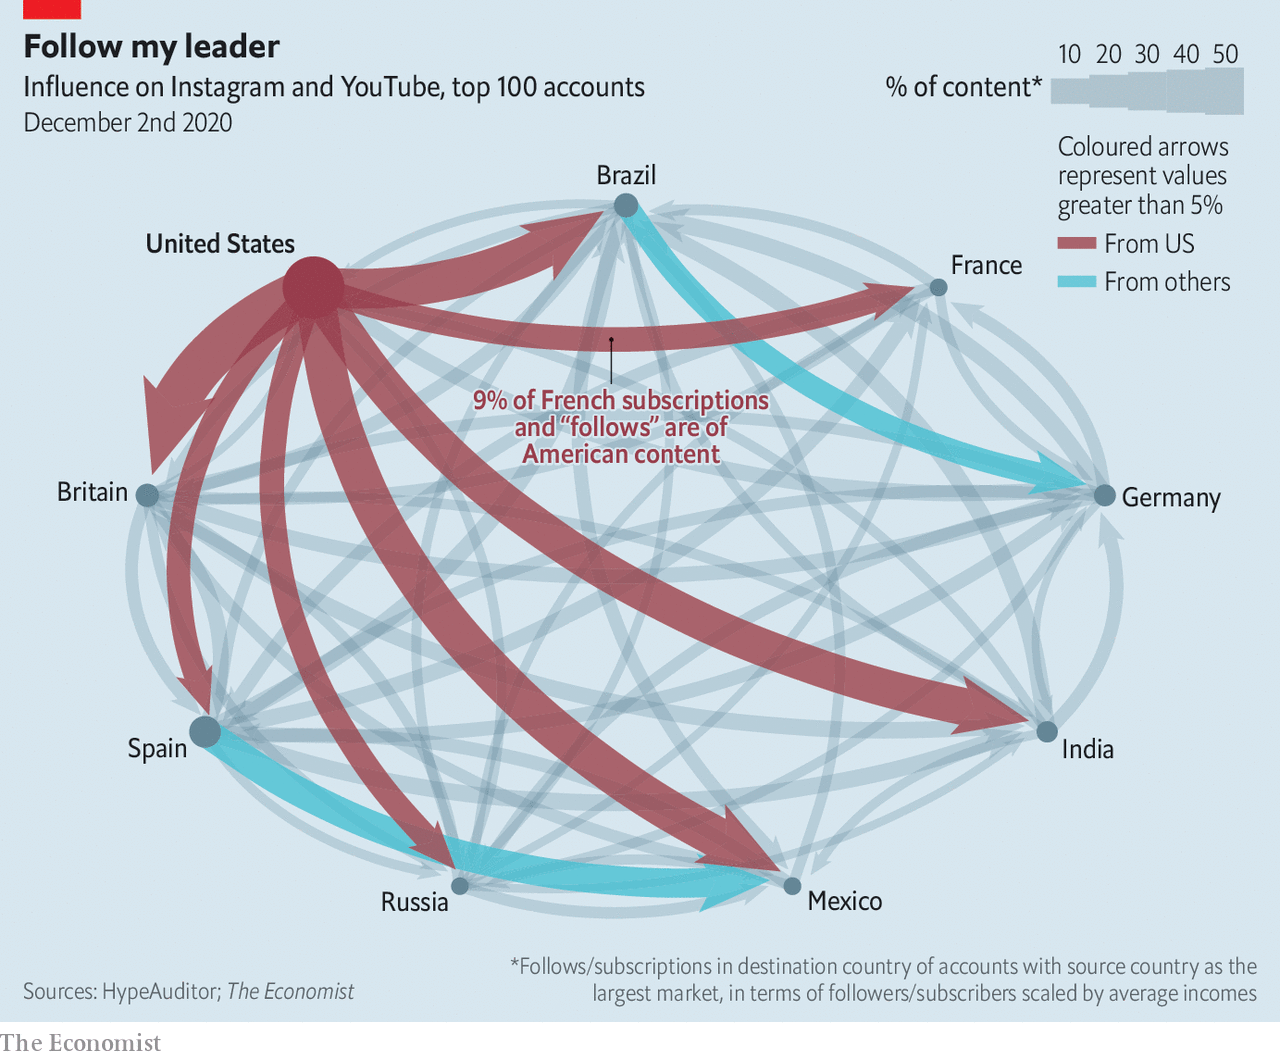 Follow my leader
Influence on Instagram and YouTube, top 100 accounts
December 2nd 2020
10 20 30 40 50
% of content*
Coloured arrows
represent values
greater than 5%
From US
From others
Brazil
United States
France
9% of French subscriptions
and “follows” are of
American content
Britain
Germany
Spain
India
Russia
Mexico
*Follows/subscriptions in destination country of accounts with source country as the
largest market, in terms of followers/subscribers scaled by average incomes
Sources: HypeAuditor; The Economist
The Economist